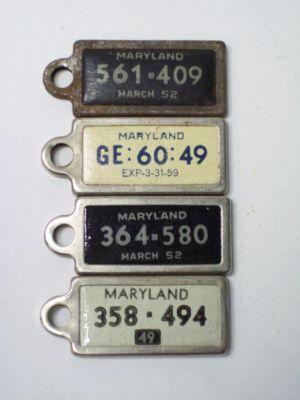 MARYLAND
561·409
MARCH 52
MARYLAND
GE:60:49
EXP-3-31-59
MARYLAND
364·580
MARCH 52
MARYLAND
358·494
49